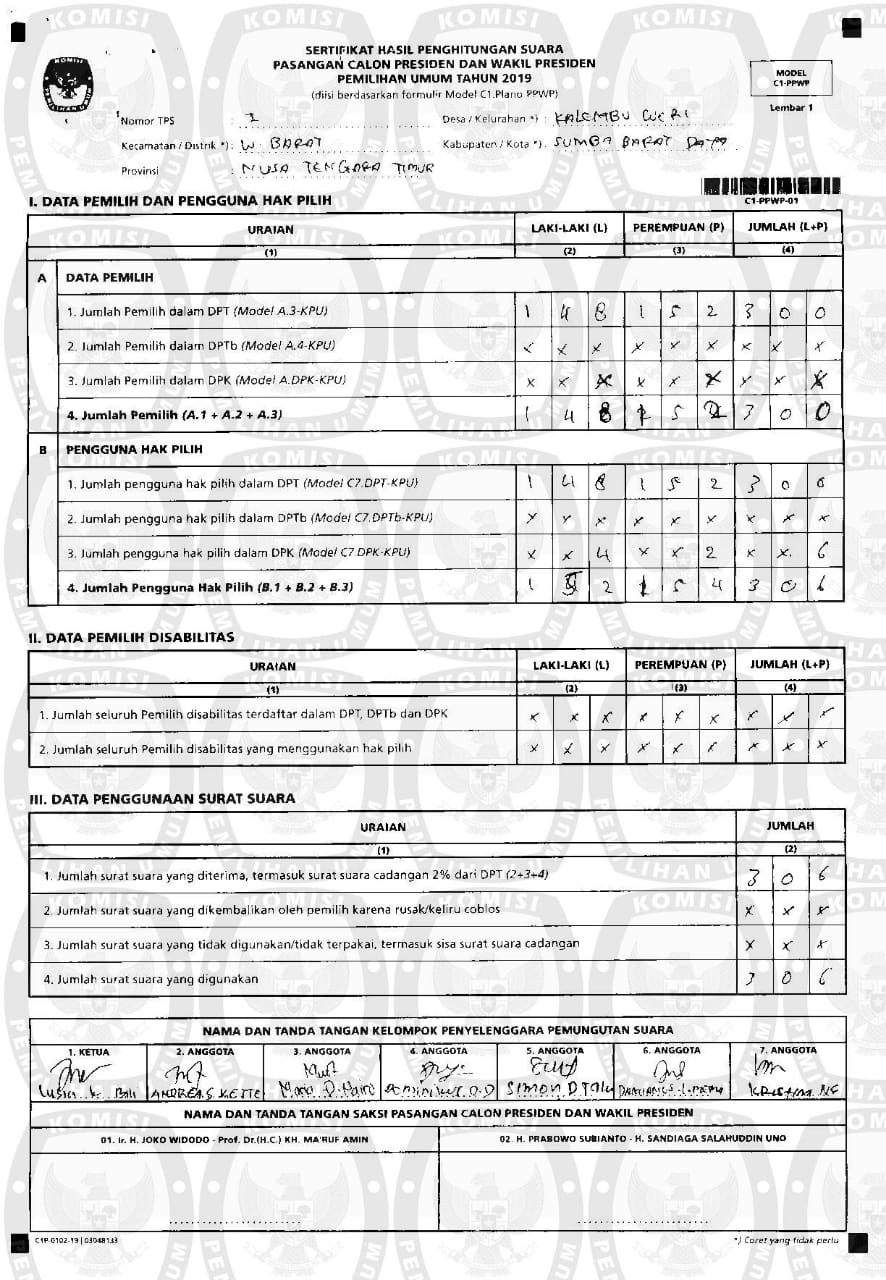 SERTIFIKAT HASIL PENGHITUNGAN SUARA
PASANGAN CALON PRESIDEN DAN WAKIL PRESIDEN
PEMILIHAN UMUM TAHUN 2019
(diisi berdasarkan formulir Model C1.Plano PPWP)
MODEL
C1-PPWP
Lembar 1
Nomor TPS : 1
Desa / Kelurahan *) : KALEMBU WERI
Kecamatan / Distrik *) : W. BARAT
Kabupaten / Kota *) : SUMBA BARAT DAYA
Provinsi : NUSA TENGGARA TIMUR
C1-PPWP-01
I. DATA PEMILIH DAN PENGGUNA HAK PILIH
URAIAN LAKI-LAKI (L) PEREMPUAN (P) JUMLAH (L+P)
(1) (2) (3) (4)
A DATA PEMILIH
1. Jumlah Pemilih dalam DPT (Model A.3-KPU) 1 4 8 1 5 2 3 0 0
2. Jumlah Pemilih dalam DPTb (Model A.4-KPU) x x x x x x x x x
3. Jumlah Pemilih dalam DPK (Model A.DPK-KPU) x x x x x x x x x
4. Jumlah Pemilih (A.1 + A.2 + A.3) 1 4 8 1 5 2 3 0 0
B PENGGUNA HAK PILIH
1. Jumlah pengguna hak pilih dalam DPT (Model C7.DPT-KPU) 1 4 8 1 5 2 3 0 0
2. Jumlah pengguna hak pilih dalam DPTb (Model C7.DPTb-KPU) x x x x x x x x x
3. Jumlah pengguna hak pilih dalam DPK (Model C7.DPK-KPU) x x 4 x x 2 x x 6
4. Jumlah Pengguna Hak Pilih (B.1 + B.2 + B.3) 1 5 2 1 5 4 3 0 6
II. DATA PEMILIH DISABILITAS
URAIAN LAKI-LAKI (L) PEREMPUAN (P) JUMLAH (L+P)
(1) (2) (3) (4)
1. Jumlah seluruh Pemilih disabilitas terdaftar dalam DPT, DPTb dan DPK x x x x x x x x x
2. Jumlah seluruh Pemilih disabilitas yang menggunakan hak pilih x x x x x x x x x
III. DATA PENGGUNAAN SURAT SUARA
URAIAN JUMLAH
(1) (2)
1. Jumlah surat suara yang diterima, termasuk surat suara cadangan 2% dari DPT (2+3+4) 3 0 6
2. Jumlah surat suara yang dikembalikan oleh pemilih karena rusak/keliru coblos x x x
3. Jumlah surat suara yang tidak digunakan/tidak terpakai, termasuk sisa surat suara cadangan x x x
4. Jumlah surat suara yang digunakan 3 0 6
NAMA DAN TANDA TANGAN KELOMPOK PENYELENGGARA PEMUNGUTAN SUARA
1. KETUA 2. ANGGOTA 3. ANGGOTA 4. ANGGOTA 5. ANGGOTA 6. ANGGOTA 7. ANGGOTA
ANDREAS KETTE SIMON D
NAMA DAN TANDA TANGAN SAKSI PASANGAN CALON PRESIDEN DAN WAKIL PRESIDEN
01. Ir. H. JOKO WIDODO - Prof. Dr.(H.C.) KH. MA'RUF AMIN
02. H. PRABOWO SUBIANTO - H. SANDIAGA SALAHUDDIN UNO
C1P-0102-19 | 03048133
*) Coret yang tidak perlu